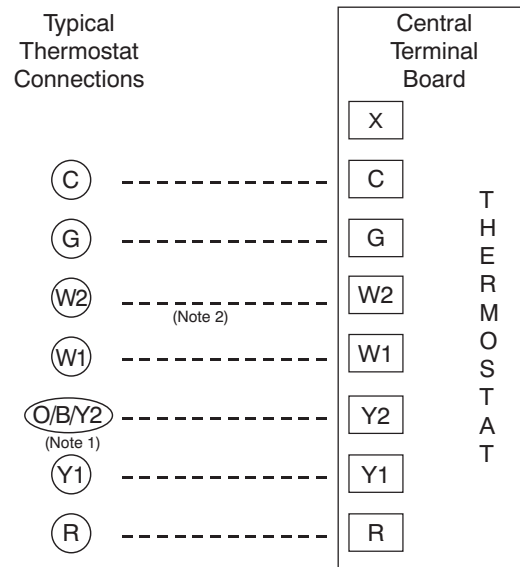 Typical
Thermostat
Connections
Central
Terminal
Board
X
C
C
G
G
W2
(Note 2)
W2
W1
W1
O/B/Y2
(Note 1)
Y2
Y1
Y1
R
R
THERMOSTAT